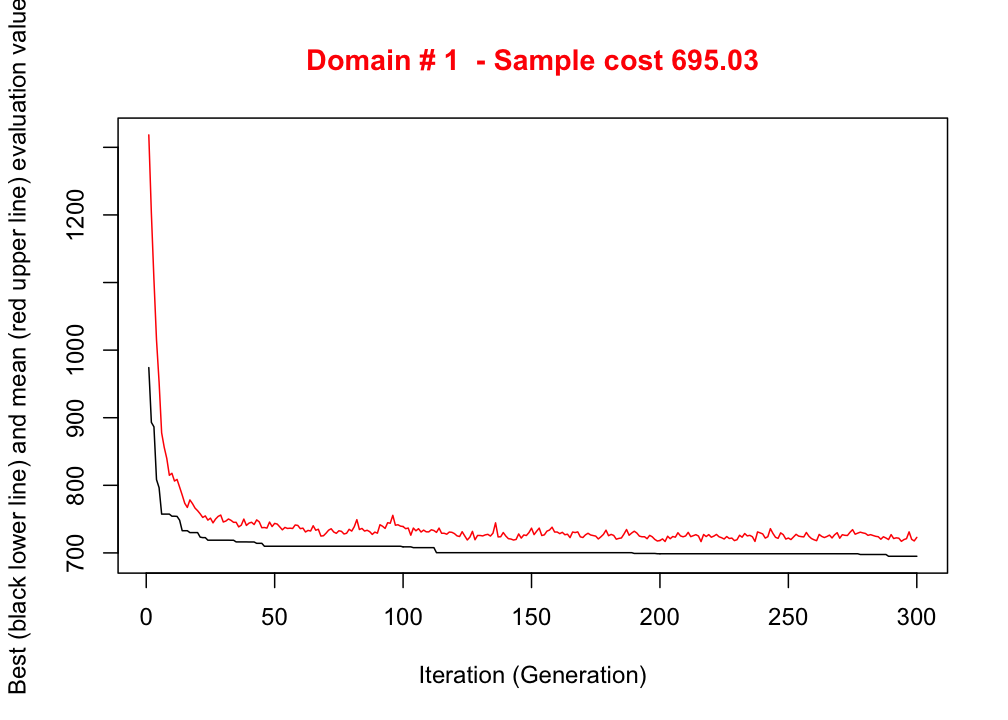 Domain # 1  - Sample cost 695.03
Best (black lower line) and mean (red upper line) evaluation value
1200
1000
900
800
700
0 50 100 150 200 250 300
Iteration (Generation)